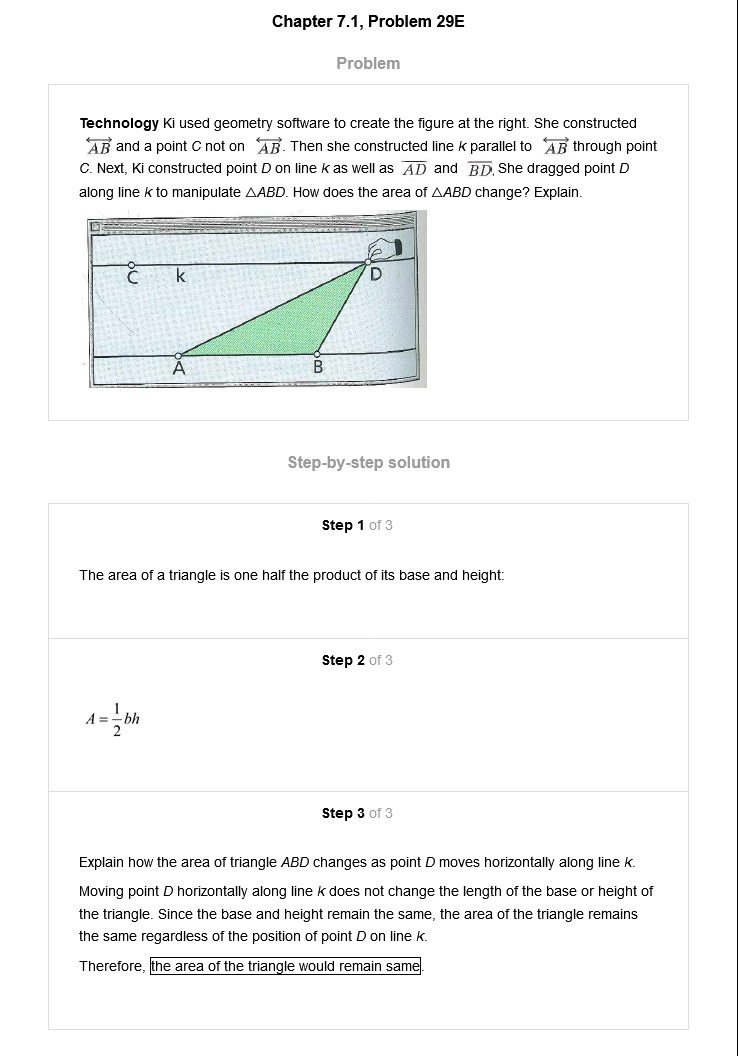 Chapter 7.1, Problem 29E
Problem
Technology Ki used geometry software to create the figure at the right. She constructed
AB and a point C not on AB. Then she constructed line k parallel to AB through point
C. Next, Ki constructed point D on line k as well as AD and BD. She dragged point D
along line k to manipulate △ABD. How does the area of △ABD change? Explain.
C k D
A B
Step-by-step solution
Step 1 of 3
The area of a triangle is one half the product of its base and height:
Step 2 of 3
A = 1/2 bh
Step 3 of 3
Explain how the area of triangle ABD changes as point D moves horizontally along line k.
Moving point D horizontally along line k does not change the length of the base or height of
the triangle. Since the base and height remain the same, the area of the triangle remains
the same regardless of the position of point D on line k.
Therefore, the area of the triangle would remain same.